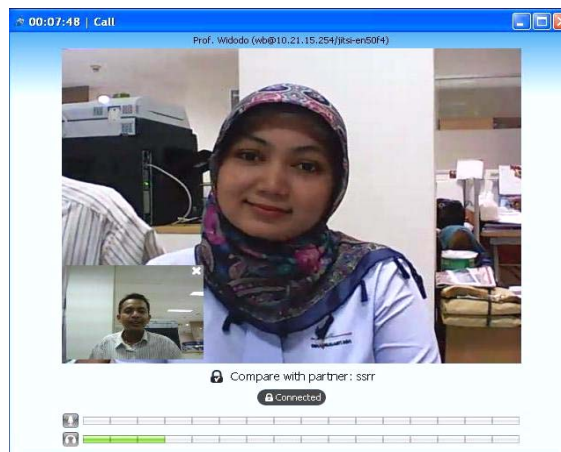 00:07:48 | Call
Prof. Widodo (wb@10.21.15.254/jitsi-en50f4)
Compare with partner: ssrr
Connected